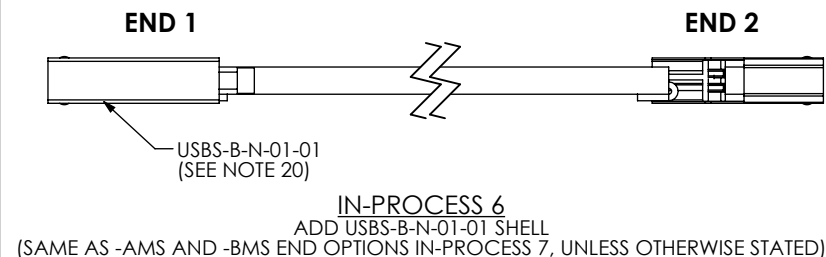 END 1
END 2
USBS-B-N-01-01
(SEE NOTE 20)
IN-PROCESS 6
ADD USBS-B-N-01-01 SHELL
(SAME AS -AMS AND -BMS END OPTIONS IN-PROCESS 7, UNLESS OTHERWISE STATED)